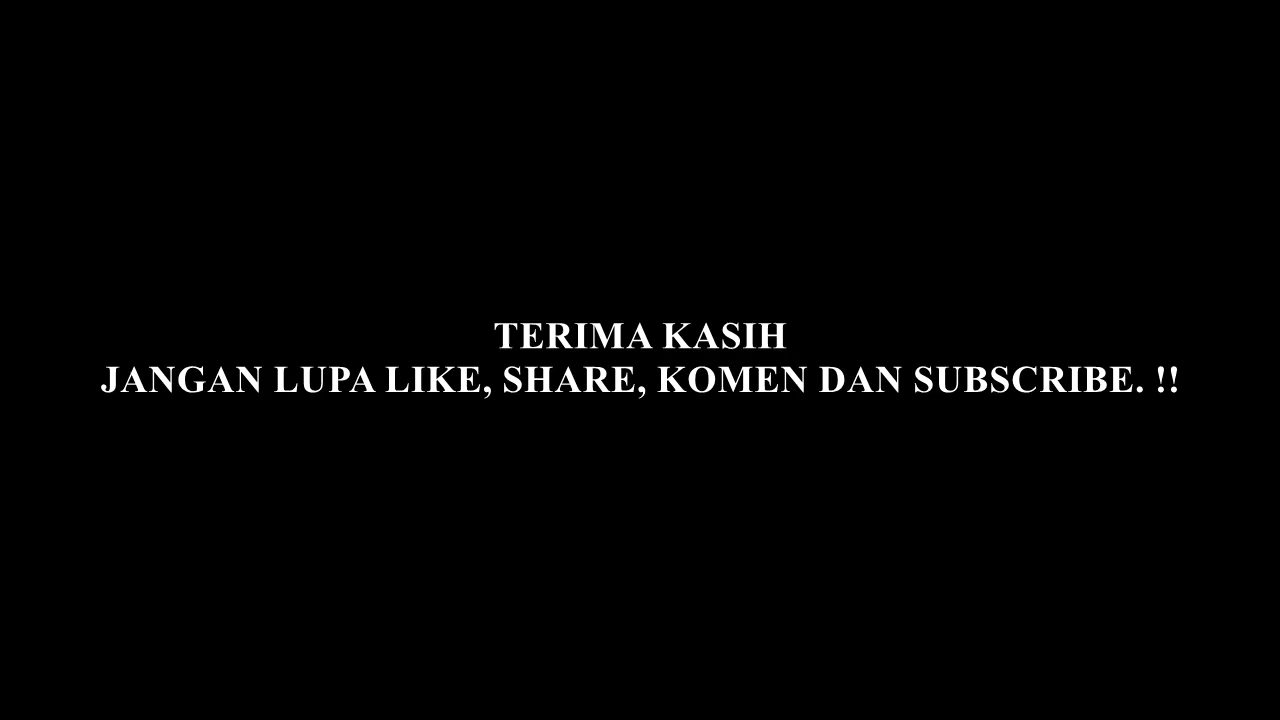 TERIMA KASIH
JANGAN LUPA LIKE, SHARE, KOMEN DAN SUBSCRIBE. !!